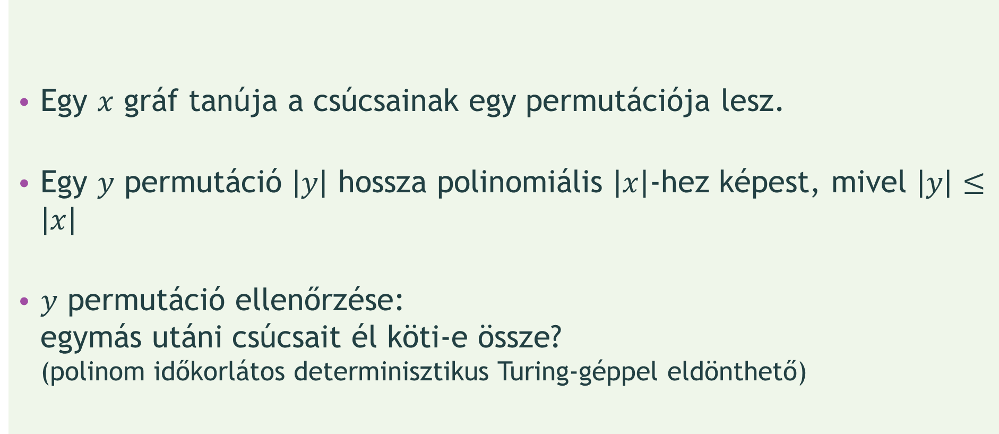 • Egy x gráf tanúja a csúcsainak egy permutációja lesz.
• Egy y permutáció |y| hossza polinomiális |x|-hez képest, mivel |y| ≤
|x|
• y permutáció ellenőrzése:
egymás utáni csúcsait él köti-e össze?
(polinom időkorlátos determinisztikus Turing-géppel eldönthető)